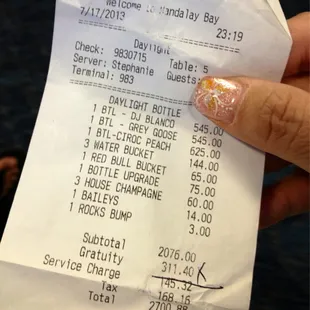 Welcome to Mandalay Bay
7/17/2013 23:19
Daylight
Check: 9830715 Table: 5
Server: Stephanie Guests:
Terminal: 983
DAYLIGHT BOTTLE
1 BTL - DJ BLANCO 545.00
1 BTL - GREY GOOSE 545.00
1 BTL-CIROC PEACH 625.00
3 WATER BUCKET 144.00
1 RED BULL BUCKET 65.00
1 BOTTLE UPGRADE 75.00
3 HOUSE CHAMPAGNE 60.00
1 BAILEYS 14.00
1 ROCKS BUMP 3.00
Subtotal 2076.00
Gratuity 311.40 K
Service Charge 145.32
Tax 168.16
Total 2700.88